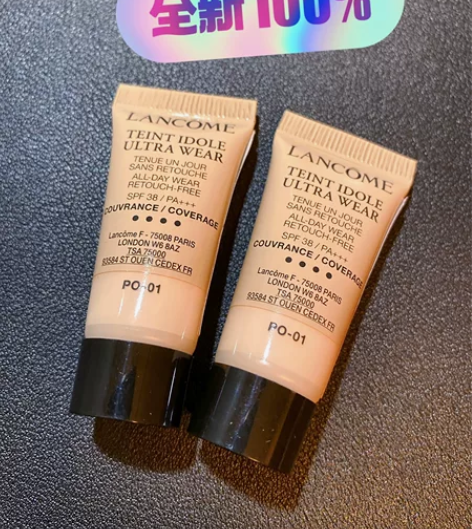 全新100%
LANCOME
TEINT IDOLE
ULTRA WEAR
TENUE UN JOUR
SANS RETOUCHE
ALL-DAY WEAR
RETOUCH-FREE
SPF 38 / PA+++
COUVRANCE / COVERAGE
Lancôme F - 75008 PARIS
LONDON W6 8AZ
TSA 75000
93584 ST OUEN CEDEX FR
PO-01
LANCOME
TEINT IDOLE
ULTRA WEAR
TENUE UN JOUR
SANS RETOUCHE
ALL-DAY WEAR
RETOUCH-FREE
SPF 38 / PA+++
COUVRANCE / COVERAGE
Lancôme F - 75008 PARIS
LONDON W6 8AZ
TSA 75000
93584 ST OUEN CEDEX FR
PO-01